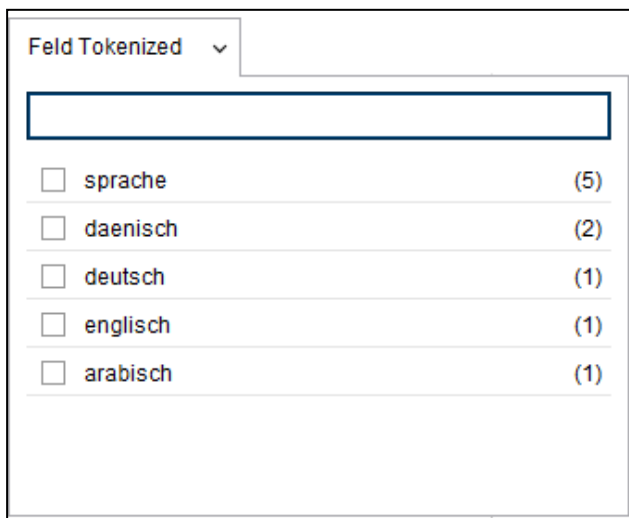 Feld Tokenized
sprache (5)
daenisch (2)
deutsch (1)
englisch (1)
arabisch (1)